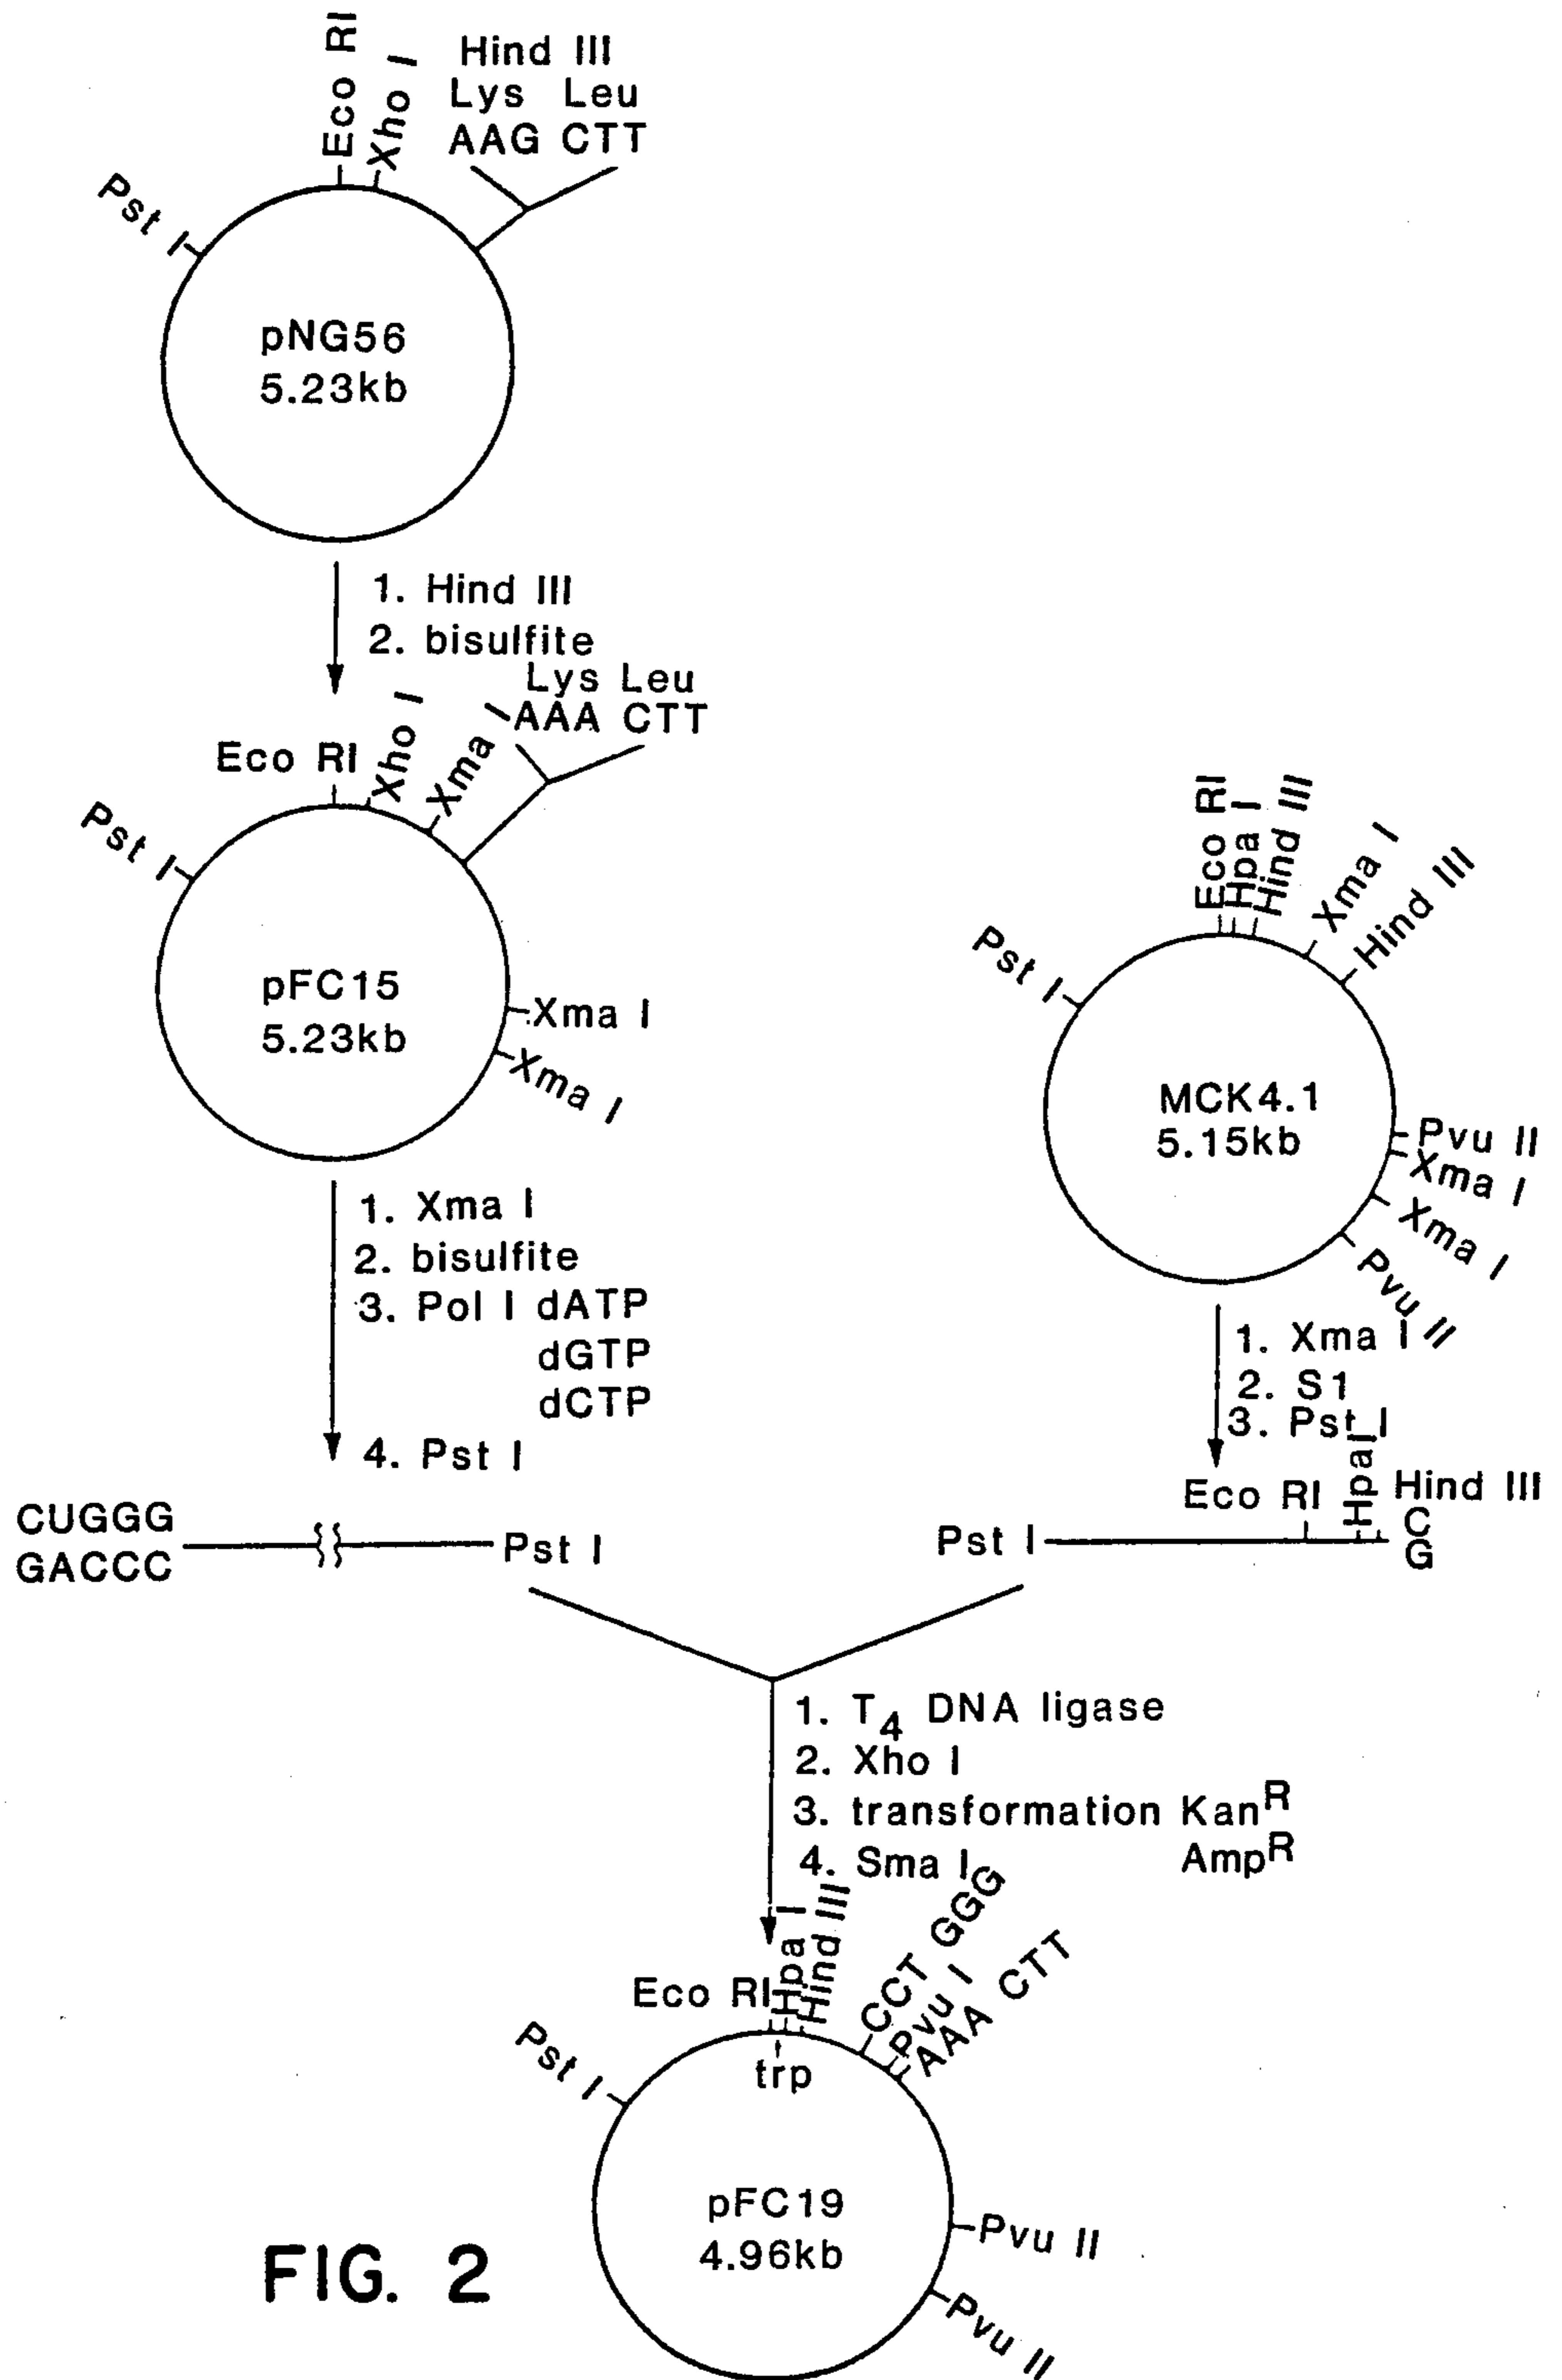 Eco RI
Xho I
Hind III
Lys Leu
AAG CTT
Pst I
pNG56
5.23kb
1. Hind III
2. bisulfite
Lys Leu
AAA CTT
Eco RI
Xho I
Xma I
Pst I
pFC15
5.23kb
Xma I
Xma I
Eco RI
Hpa I
Hind III
Xma I
Hind III
Pst I
MCK4.1
5.15kb
Pvu II
Xma I
Xma I
Pvu II
1. Xma I
2. bisulfite
3. Pol I dATP
dGTP
dCTP
4. Pst I
1. Xma I
2. S1
3. Pst I
CUGGG
GACCC
Pst I
Pst I
Eco RI
Hpa I
Hind III
C
G
1. T4 DNA ligase
2. Xho I
3. transformation KanR
AmpR
4. Sma I
Eco RI
Hpa I
Hind III
CCT GGG
Pvu I
AAA CTT
Pst I
trp
pFC19
4.96kb
Pvu II
Pvu II
FIG. 2